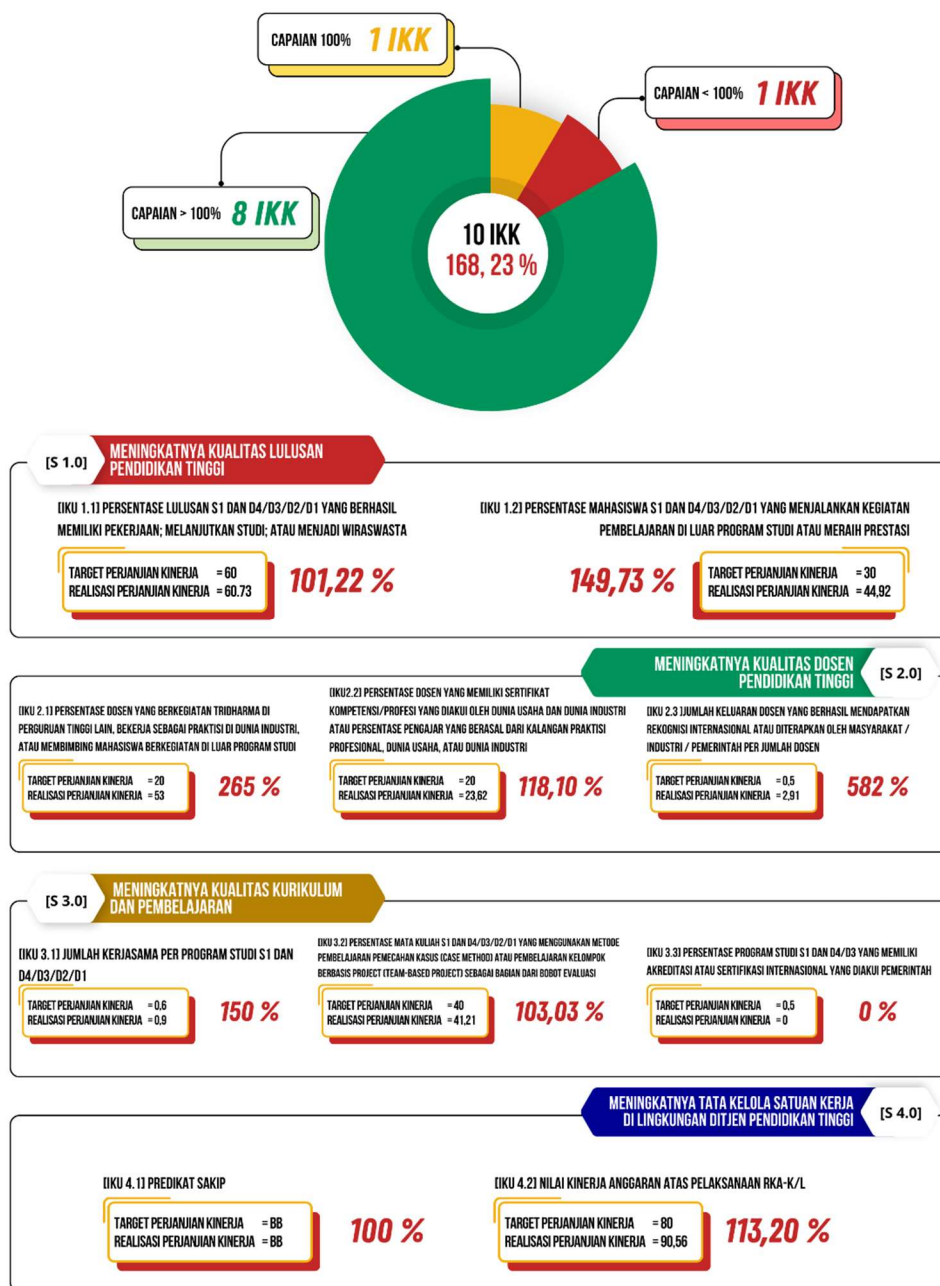 CAPAIAN 100% 1 IKK
CAPAIAN < 100% 1 IKK
CAPAIAN > 100% 8 IKK
10 IKK
168, 23 %
[S 1.0]
MENINGKATNYA KUALITAS LULUSAN
PENDIDIKAN TINGGI
[IKU 1.1] PERSENTASE LULUSAN S1 DAN D4/D3/D2/D1 YANG BERHASIL
MEMILIKI PEKERJAAN; MELANJUTKAN STUDI; ATAU MENJADI WIRASWASTA
TARGET PERJANJIAN KINERJA = 60
REALISASI PERJANJIAN KINERJA = 60.73
101,22 %
[IKU 1.2] PERSENTASE MAHASISWA S1 DAN D4/D3/D2/D1 YANG MENJALANKAN KEGIATAN
PEMBELAJARAN DI LUAR PROGRAM STUDI ATAU MERAIH PRESTASI
149,73 %
TARGET PERJANJIAN KINERJA = 30
REALISASI PERJANJIAN KINERJA = 44,92
MENINGKATNYA KUALITAS DOSEN
PENDIDIKAN TINGGI
[S 2.0]
[IKU 2.1] PERSENTASE DOSEN YANG BERKEGIATAN TRIDHARMA DI
PERGURUAN TINGGI LAIN, BEKERJA SEBAGAI PRAKTISI DI DUNIA INDUSTRI,
ATAU MEMBIMBING MAHASISWA BERKEGIATAN DI LUAR PROGRAM STUDI
TARGET PERJANJIAN KINERJA = 20
REALISASI PERJANJIAN KINERJA = 53
265 %
[IKU2.2] PERSENTASE DOSEN YANG MEMILIKI SERTIFIKAT
KOMPETENSI/PROFESI YANG DIAKUI OLEH DUNIA USAHA DAN DUNIA INDUSTRI
ATAU PERSENTASE PENGAJAR YANG BERASAL DARI KALANGAN PRAKTISI
PROFESIONAL, DUNIA USAHA, ATAU DUNIA INDUSTRI
TARGET PERJANJIAN KINERJA = 20
REALISASI PERJANJIAN KINERJA = 23,62
118,10 %
[IKU 2.3 ]JUMLAH KELUARAN DOSEN YANG BERHASIL MENDAPATKAN
REKOGNISI INTERNASIONAL ATAU DITERAPKAN OLEH MASYARAKAT /
INDUSTRI / PEMERINTAH PER JUMLAH DOSEN
TARGET PERJANJIAN KINERJA = 0,5
REALISASI PERJANJIAN KINERJA = 2,91
582 %
[S 3.0]
MENINGKATNYA KUALITAS KURIKULUM
DAN PEMBELAJARAN
[IKU 3.1] JUMLAH KERJASAMA PER PROGRAM STUDI S1 DAN
D4/D3/D2/D1
TARGET PERJANJIAN KINERJA = 0,6
REALISASI PERJANJIAN KINERJA = 0,9
150 %
[IKU 3.2] PERSENTASE MATA KULIAH S1 DAN D4/D3/D2/D1 YANG MENGGUNAKAN METODE
PEMBELAJARAN PEMECAHAN KASUS (CASE METHOD) ATAU PEMBELAJARAN KELOMPOK
BERBASIS PROJECT (TEAM-BASED PROJECT) SEBAGAI BAGIAN DARI BOBOT EVALUASI
TARGET PERJANJIAN KINERJA = 40
REALISASI PERJANJIAN KINERJA = 41,21
103,03 %
[IKU 3.3] PERSENTASE PROGRAM STUDI S1 DAN D4/D3 YANG MEMILIKI
AKREDITASI ATAU SERTIFIKASI INTERNASIONAL YANG DIAKUI PEMERINTAH
TARGET PERJANJIAN KINERJA = 0,5
REALISASI PERJANJIAN KINERJA = 0
0 %
MENINGKATNYA TATA KELOLA SATUAN KERJA
DI LINGKUNGAN DITJEN PENDIDIKAN TINGGI
[S 4.0]
[IKU 4.1] PREDIKAT SAKIP
TARGET PERJANJIAN KINERJA = BB
REALISASI PERJANJIAN KINERJA = BB
100 %
[IKU 4.2] NILAI KINERJA ANGGARAN ATAS PELAKSANAAN RKA-K/L
TARGET PERJANJIAN KINERJA = 80
REALISASI PERJANJIAN KINERJA = 90,56
113,20 %